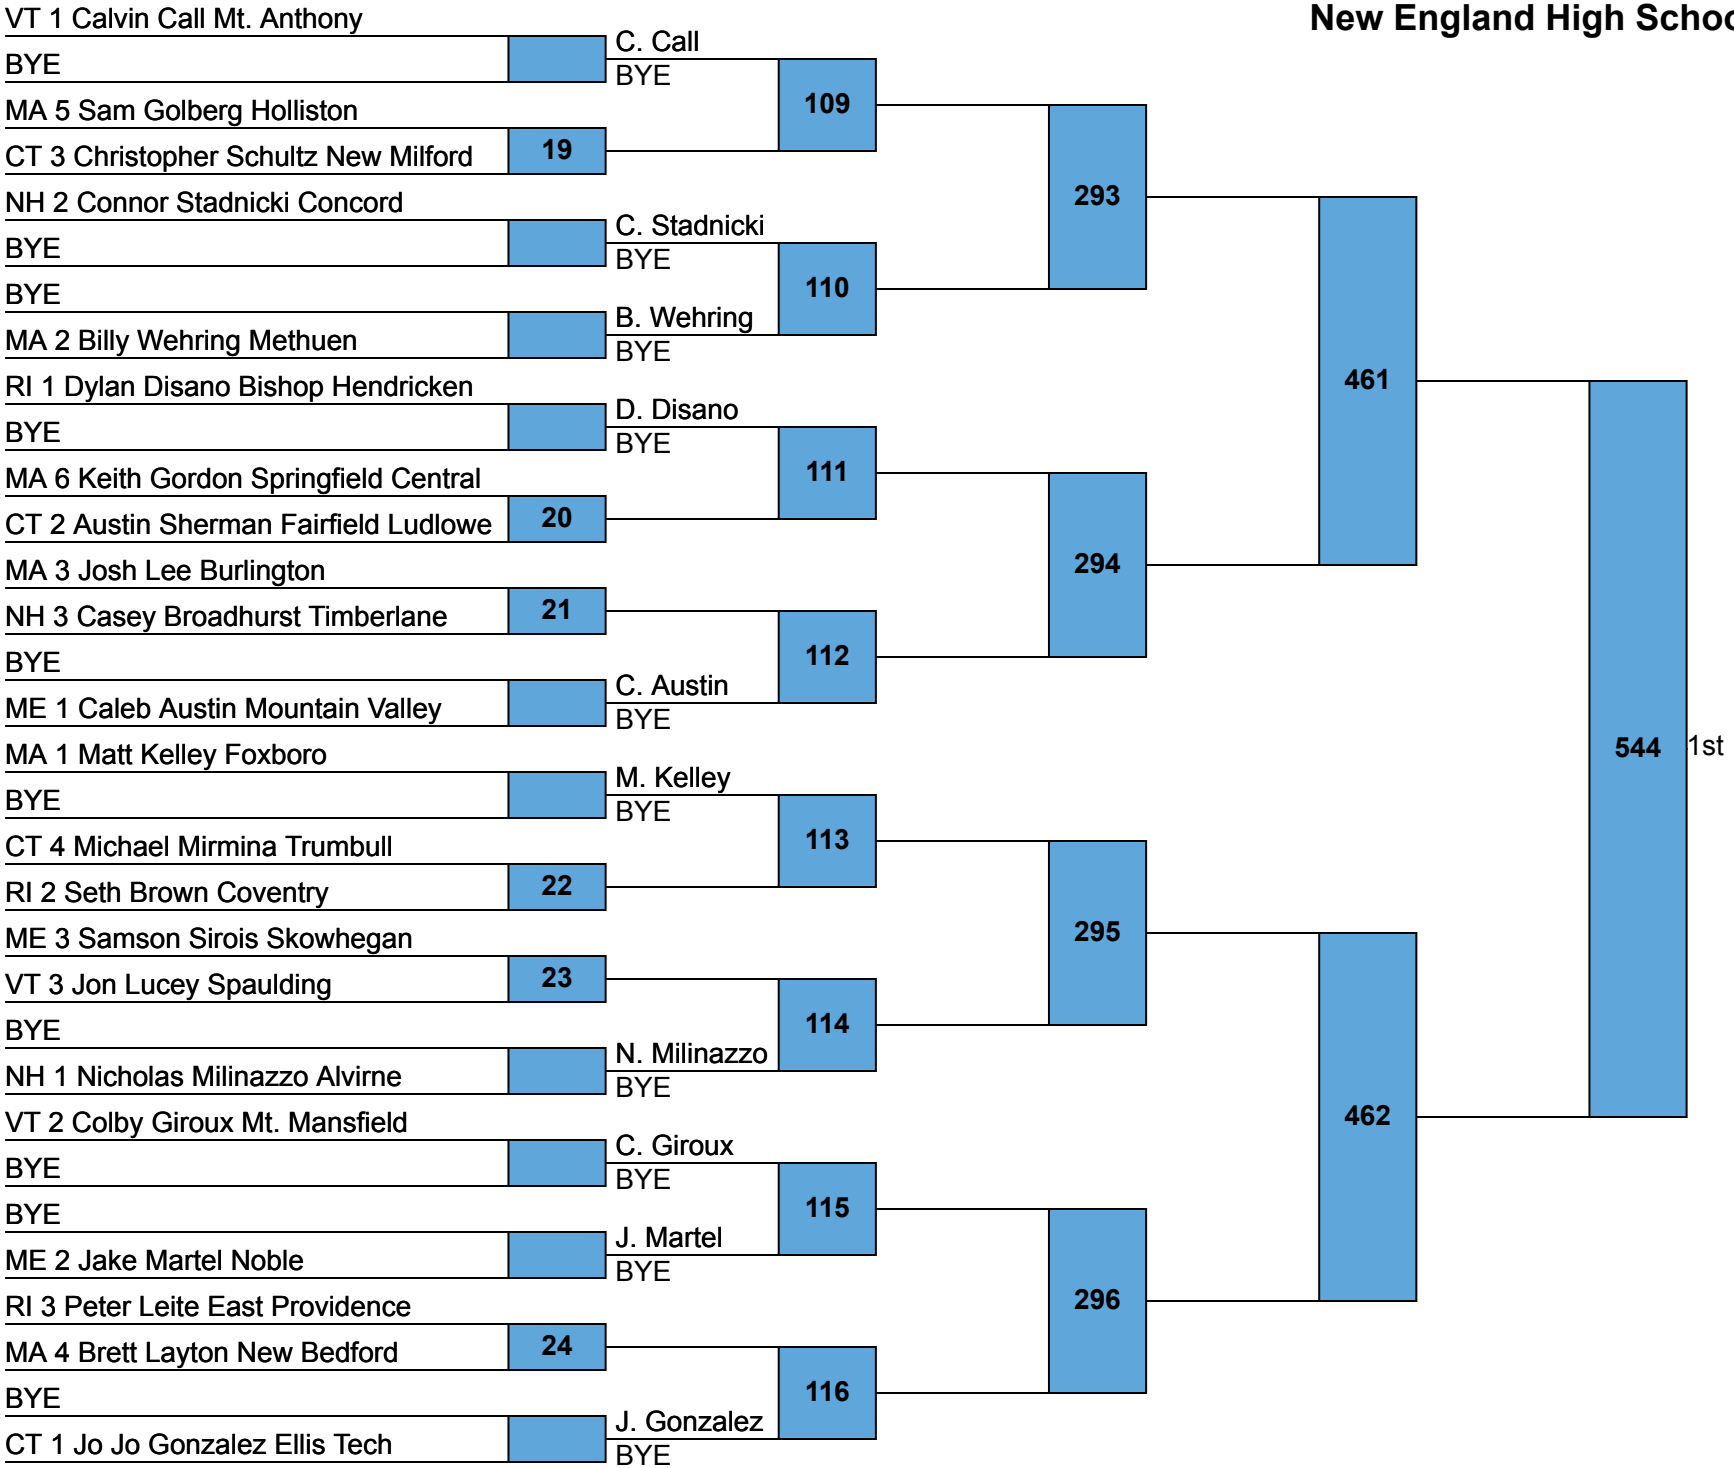 New England High Schoo
VT 1 Calvin Call Mt. Anthony
BYE
C. Call
BYE
109
MA 5 Sam Golberg Holliston
CT 3 Christopher Schultz New Milford
19
293
NH 2 Connor Stadnicki Concord
BYE
C. Stadnicki
BYE
110
BYE
MA 2 Billy Wehring Methuen
B. Wehring
BYE
461
RI 1 Dylan Disano Bishop Hendricken
BYE
D. Disano
BYE
111
MA 6 Keith Gordon Springfield Central
CT 2 Austin Sherman Fairfield Ludlowe
20
294
MA 3 Josh Lee Burlington
NH 3 Casey Broadhurst Timberlane
21
112
BYE
ME 1 Caleb Austin Mountain Valley
C. Austin
BYE
544
1st
MA 1 Matt Kelley Foxboro
BYE
M. Kelley
BYE
113
CT 4 Michael Mirmina Trumbull
RI 2 Seth Brown Coventry
22
295
ME 3 Samson Sirois Skowhegan
VT 3 Jon Lucey Spaulding
23
114
BYE
NH 1 Nicholas Milinazzo Alvirne
N. Milinazzo
BYE
462
VT 2 Colby Giroux Mt. Mansfield
BYE
C. Giroux
BYE
115
BYE
ME 2 Jake Martel Noble
J. Martel
BYE
296
RI 3 Peter Leite East Providence
MA 4 Brett Layton New Bedford
24
116
BYE
CT 1 Jo Jo Gonzalez Ellis Tech
J. Gonzalez
BYE